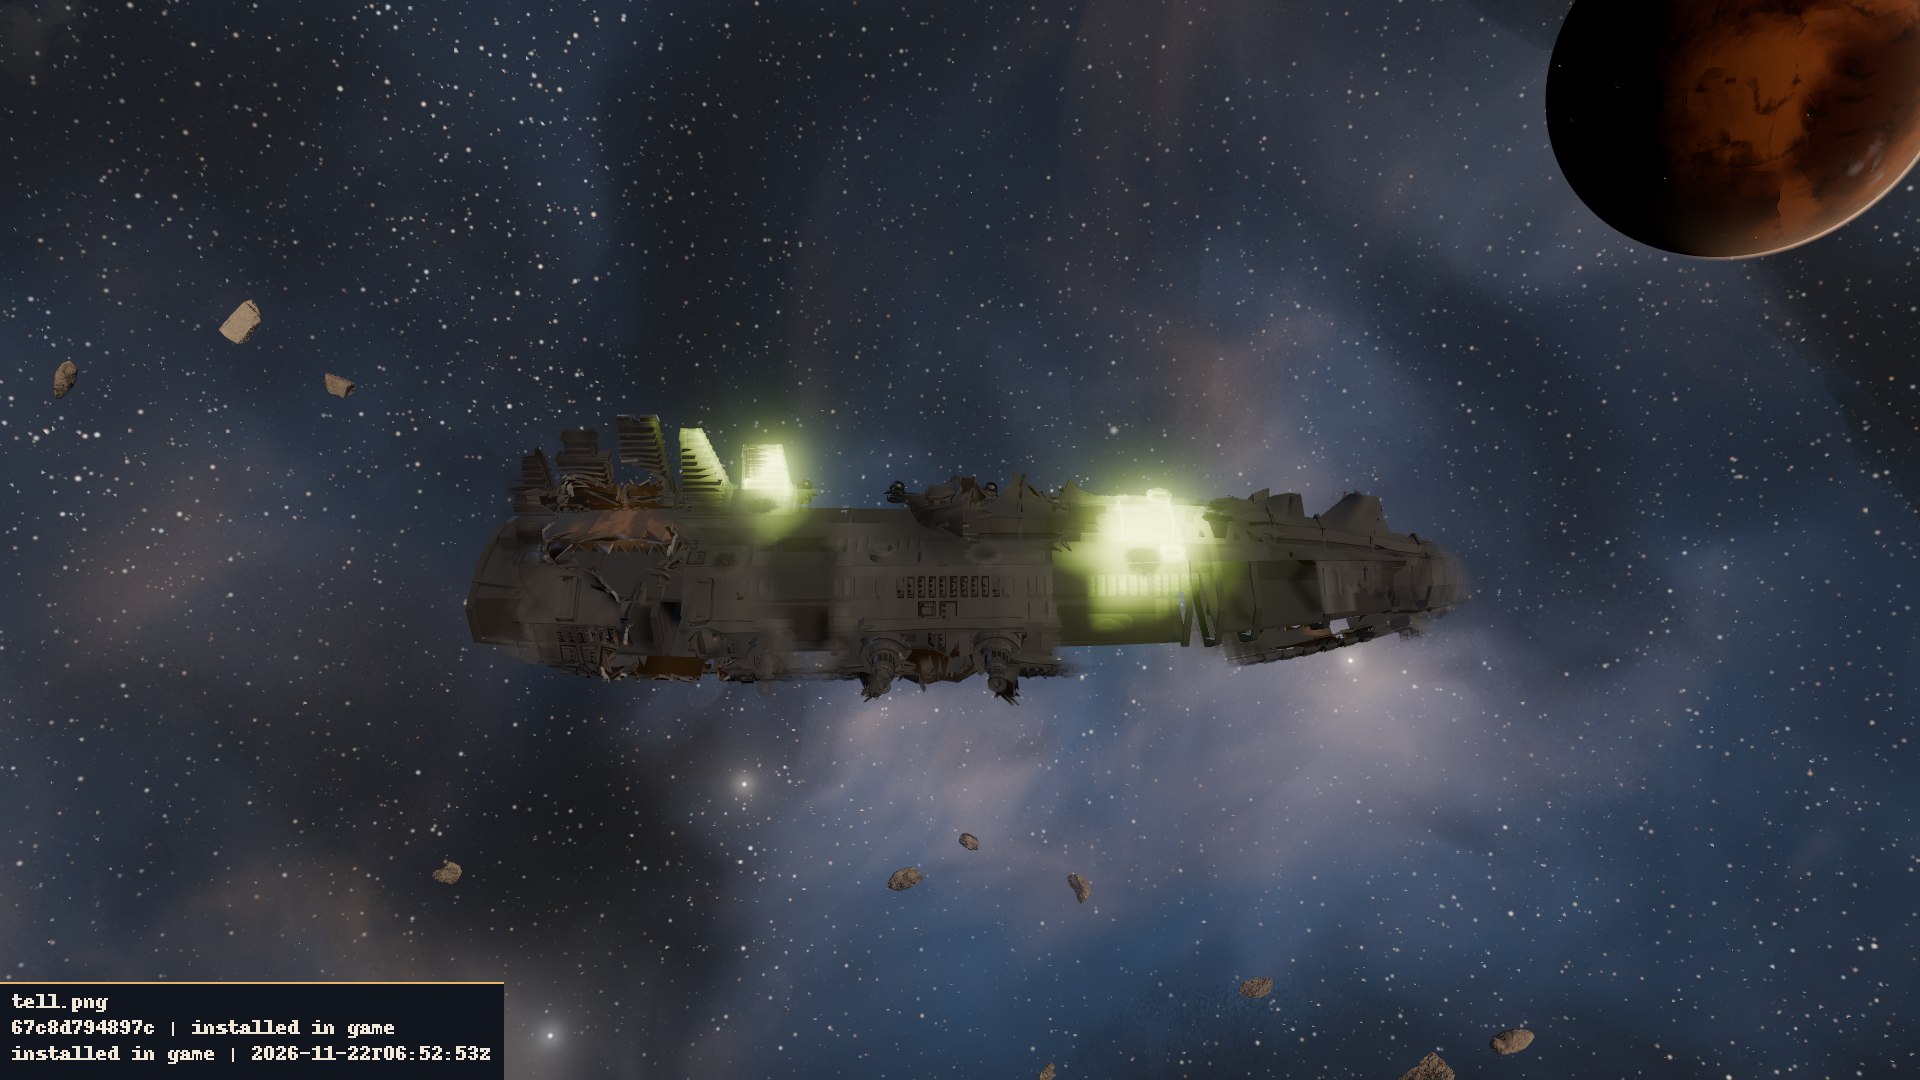 tell.png
67c8d794897c | installed in game
installed in game | 2026-11-22T06:52:53Z